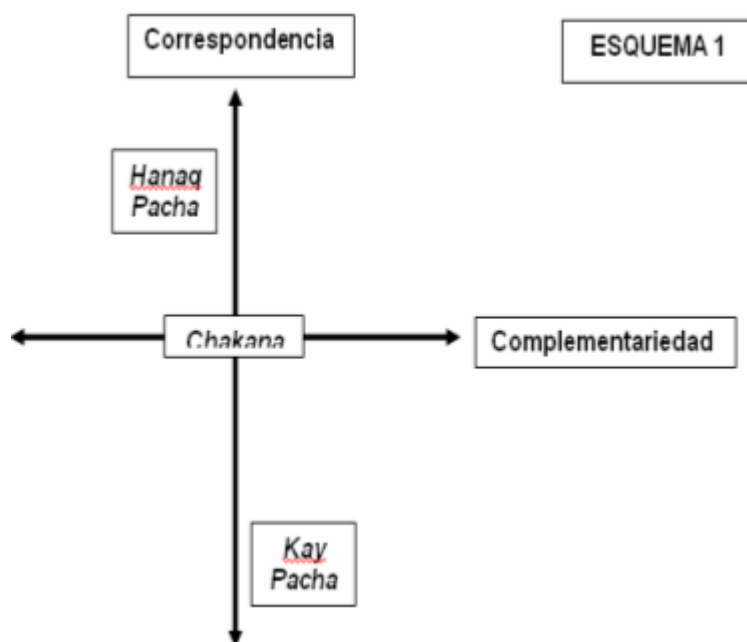 Correspondencia
ESQUEMA 1
Hanaq
Pacha
Chakana
Complementariedad
Kay
Pacha